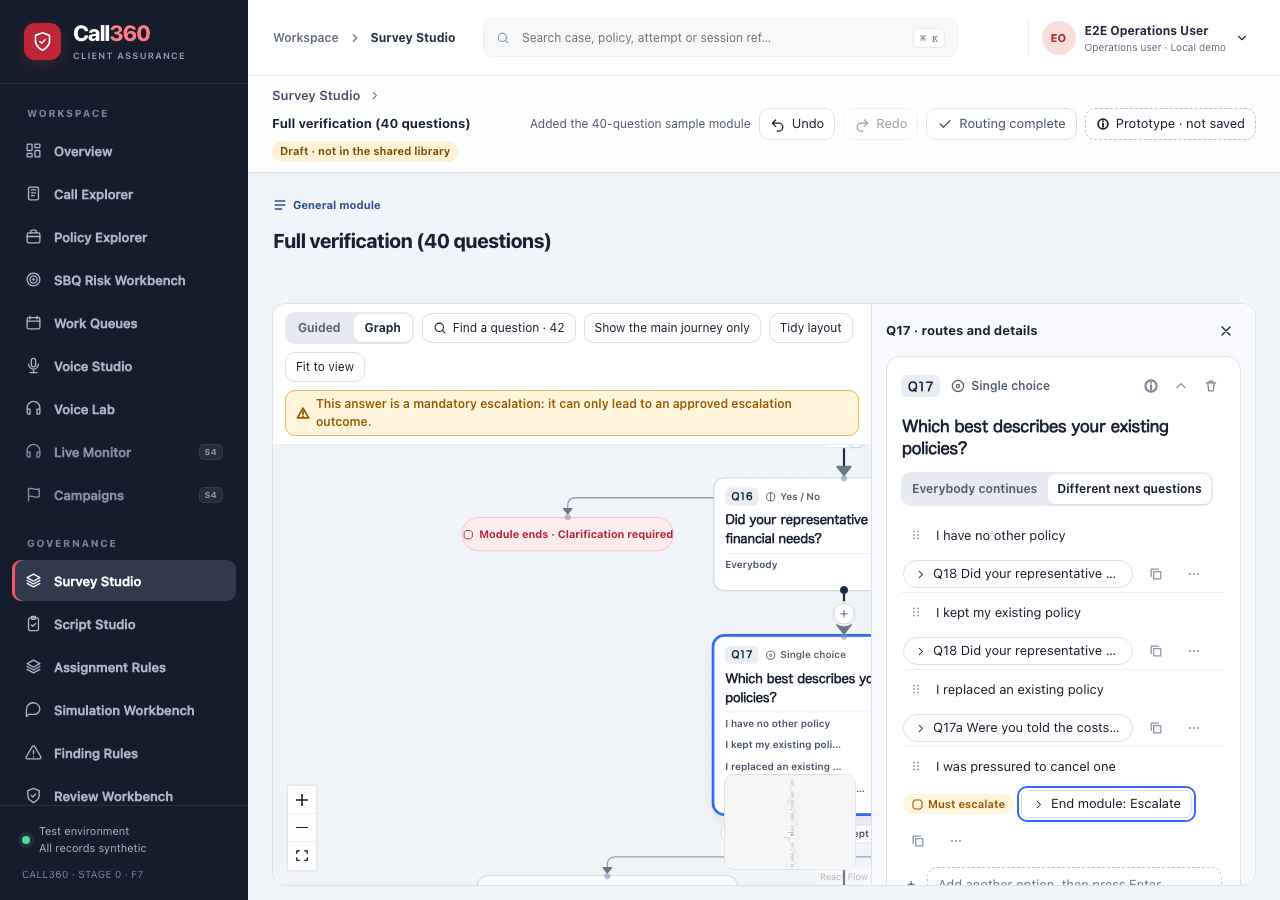 Call360
CLIENT ASSURANCE
WORKSPACE
Overview
Call Explorer
Policy Explorer
SBQ Risk Workbench
Work Queues
Voice Studio
Voice Lab
Live Monitor S4
Campaigns S4
GOVERNANCE
Survey Studio
Script Studio
Assignment Rules
Simulation Workbench
Finding Rules
Review Workbench
Test environment
All records synthetic
CALL360 · STAGE 0 · F7
Workspace Survey Studio
Search case, policy, attempt or session ref...
⌘ K
EO
E2E Operations User
Operations user · Local demo
Survey Studio
Full verification (40 questions)
Draft · not in the shared library
Added the 40-question sample module
Undo
Redo
Routing complete
Prototype · not saved
General module
Full verification (40 questions)
Guided Graph
Find a question · 42
Show the main journey only
Tidy layout
Fit to view
This answer is a mandatory escalation: it can only lead to an approved escalation
outcome.
Module ends · Clarification required
Q16 Yes / No
Did your representative
financial needs?
Everybody
Q17 Single choice
Which best describes yo
policies?
I have no other policy
I kept my existing poli...
I replaced an existing ...
...
ept
React Flow
Q17 · routes and details
Q17 Single choice
Which best describes your existing
policies?
Everybody continues Different next questions
I have no other policy
Q18 Did your representative ...
I kept my existing policy
Q18 Did your representative ...
I replaced an existing policy
Q17a Were you told the costs...
I was pressured to cancel one
Must escalate End module: Escalate
Add another option, then press Enter